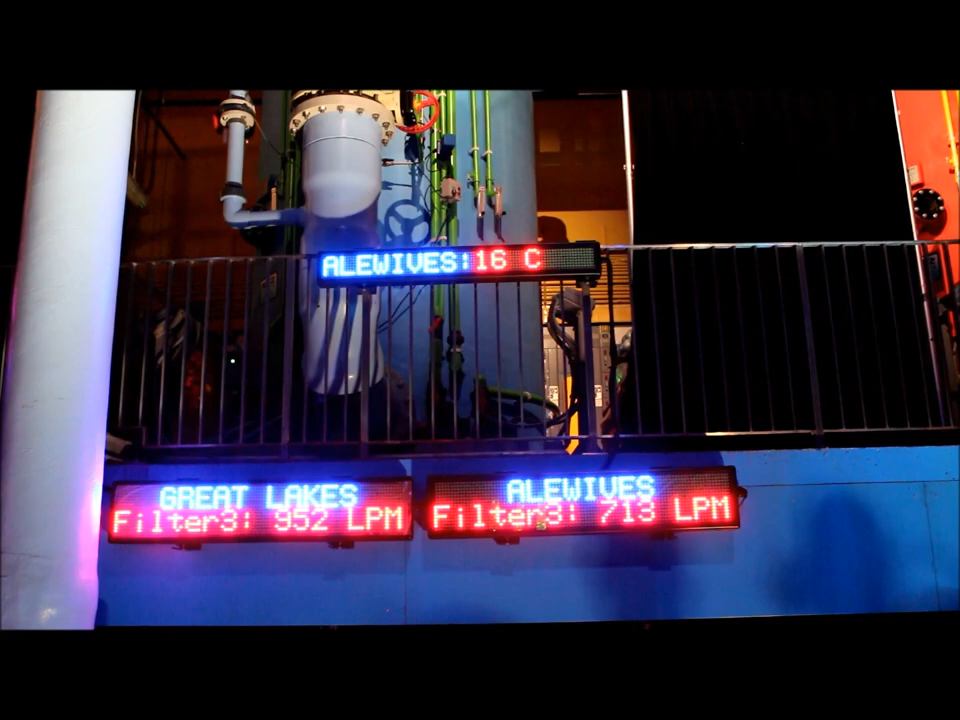 ALEWIVES:16 C
GREAT LAKES
Filter3: 952 LPM
ALEWIVES
Filter3: 713 LPM